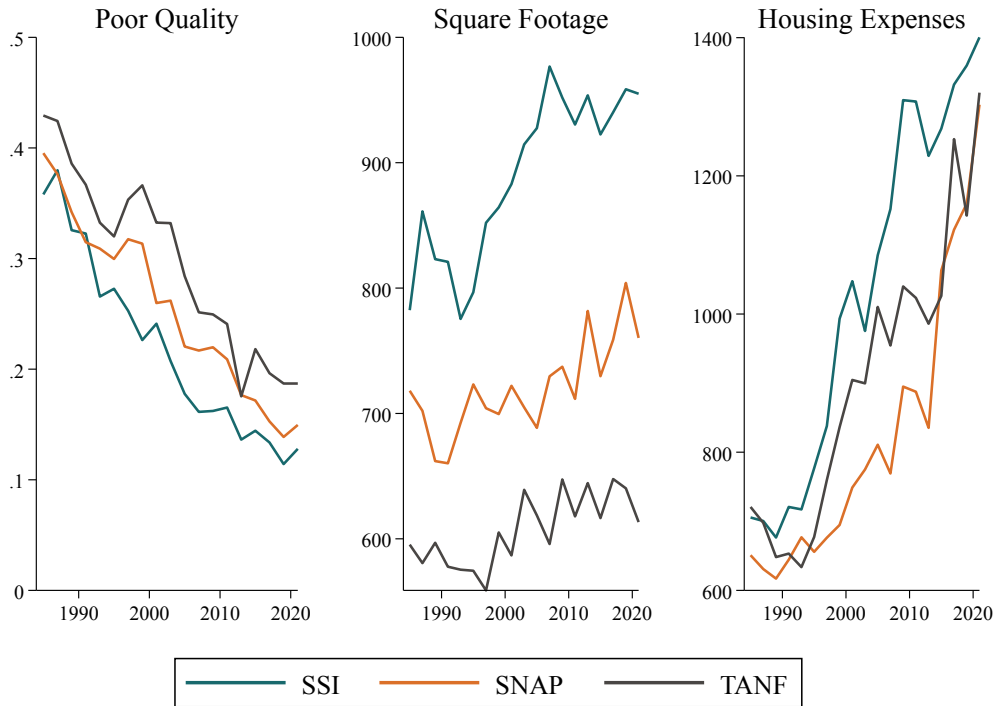 Poor Quality
.5
.4
.3
.2
.1
0
1990 2000 2010 2020
Square Footage
1000
900
800
700
600
1990 2000 2010 2020
Housing Expenses
1400
1200
1000
800
600
1990 2000 2010 2020
SSI SNAP TANF